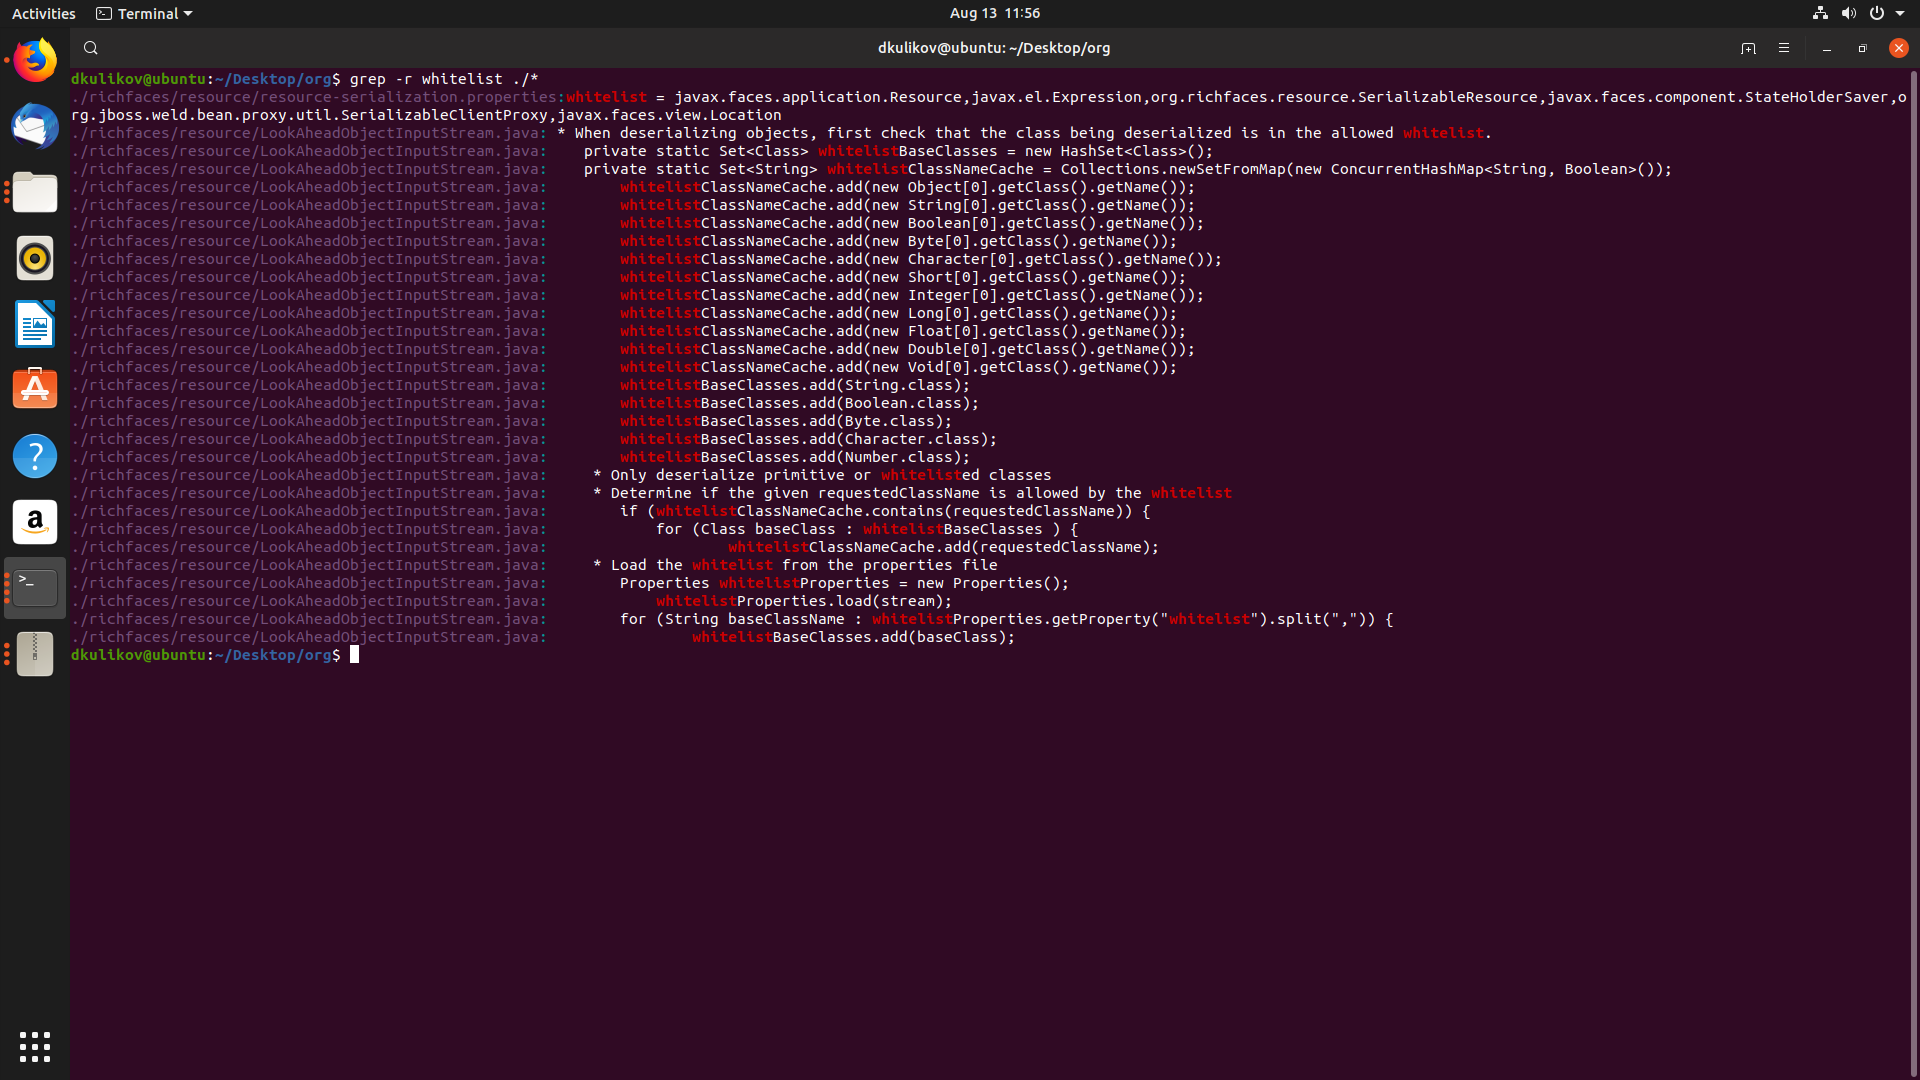 Activities Terminal Aug 13 11:56
dkulikov@ubuntu: ~/Desktop/org
dkulikov@ubuntu:~/Desktop/org$ grep -r whitelist ./*
./richfaces/resource/resource-serialization.properties:whitelist = javax.faces.application.Resource,javax.el.Expression,org.richfaces.resource.SerializableResource,javax.faces.component.StateHolderSaver,o
rg.jboss.weld.bean.proxy.util.SerializableClientProxy,javax.faces.view.Location
./richfaces/resource/LookAheadObjectInputStream.java: * When deserializing objects, first check that the class being deserialized is in the allowed whitelist.
./richfaces/resource/LookAheadObjectInputStream.java:    private static Set<Class> whitelistBaseClasses = new HashSet<Class>();
./richfaces/resource/LookAheadObjectInputStream.java:    private static Set<String> whitelistClassNameCache = Collections.newSetFromMap(new ConcurrentHashMap<String, Boolean>());
./richfaces/resource/LookAheadObjectInputStream.java:        whitelistClassNameCache.add(new Object[0].getClass().getName());
./richfaces/resource/LookAheadObjectInputStream.java:        whitelistClassNameCache.add(new String[0].getClass().getName());
./richfaces/resource/LookAheadObjectInputStream.java:        whitelistClassNameCache.add(new Boolean[0].getClass().getName());
./richfaces/resource/LookAheadObjectInputStream.java:        whitelistClassNameCache.add(new Byte[0].getClass().getName());
./richfaces/resource/LookAheadObjectInputStream.java:        whitelistClassNameCache.add(new Character[0].getClass().getName());
./richfaces/resource/LookAheadObjectInputStream.java:        whitelistClassNameCache.add(new Short[0].getClass().getName());
./richfaces/resource/LookAheadObjectInputStream.java:        whitelistClassNameCache.add(new Integer[0].getClass().getName());
./richfaces/resource/LookAheadObjectInputStream.java:        whitelistClassNameCache.add(new Long[0].getClass().getName());
./richfaces/resource/LookAheadObjectInputStream.java:        whitelistClassNameCache.add(new Float[0].getClass().getName());
./richfaces/resource/LookAheadObjectInputStream.java:        whitelistClassNameCache.add(new Double[0].getClass().getName());
./richfaces/resource/LookAheadObjectInputStream.java:        whitelistClassNameCache.add(new Void[0].getClass().getName());
./richfaces/resource/LookAheadObjectInputStream.java:        whitelistBaseClasses.add(String.class);
./richfaces/resource/LookAheadObjectInputStream.java:        whitelistBaseClasses.add(Boolean.class);
./richfaces/resource/LookAheadObjectInputStream.java:        whitelistBaseClasses.add(Byte.class);
./richfaces/resource/LookAheadObjectInputStream.java:        whitelistBaseClasses.add(Character.class);
./richfaces/resource/LookAheadObjectInputStream.java:        whitelistBaseClasses.add(Number.class);
./richfaces/resource/LookAheadObjectInputStream.java:     * Only deserialize primitive or whitelisted classes
./richfaces/resource/LookAheadObjectInputStream.java:     * Determine if the given requestedClassName is allowed by the whitelist
./richfaces/resource/LookAheadObjectInputStream.java:        if (whitelistClassNameCache.contains(requestedClassName)) {
./richfaces/resource/LookAheadObjectInputStream.java:            for (Class baseClass : whitelistBaseClasses ) {
./richfaces/resource/LookAheadObjectInputStream.java:                    whitelistClassNameCache.add(requestedClassName);
./richfaces/resource/LookAheadObjectInputStream.java:     * Load the whitelist from the properties file
./richfaces/resource/LookAheadObjectInputStream.java:        Properties whitelistProperties = new Properties();
./richfaces/resource/LookAheadObjectInputStream.java:            whitelistProperties.load(stream);
./richfaces/resource/LookAheadObjectInputStream.java:        for (String baseClassName : whitelistProperties.getProperty("whitelist").split(",")) {
./richfaces/resource/LookAheadObjectInputStream.java:                whitelistBaseClasses.add(baseClass);
dkulikov@ubuntu:~/Desktop/org$